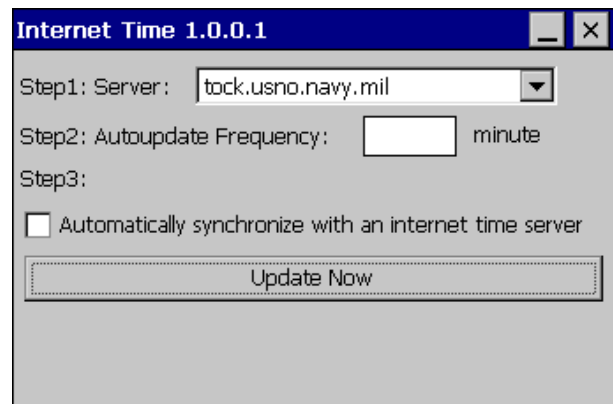 Internet Time 1.0.0.1
Step1: Server: tock.usno.navy.mil
Step2: Autoupdate Frequency: minute
Step3:
Automatically synchronize with an internet time server
Update Now